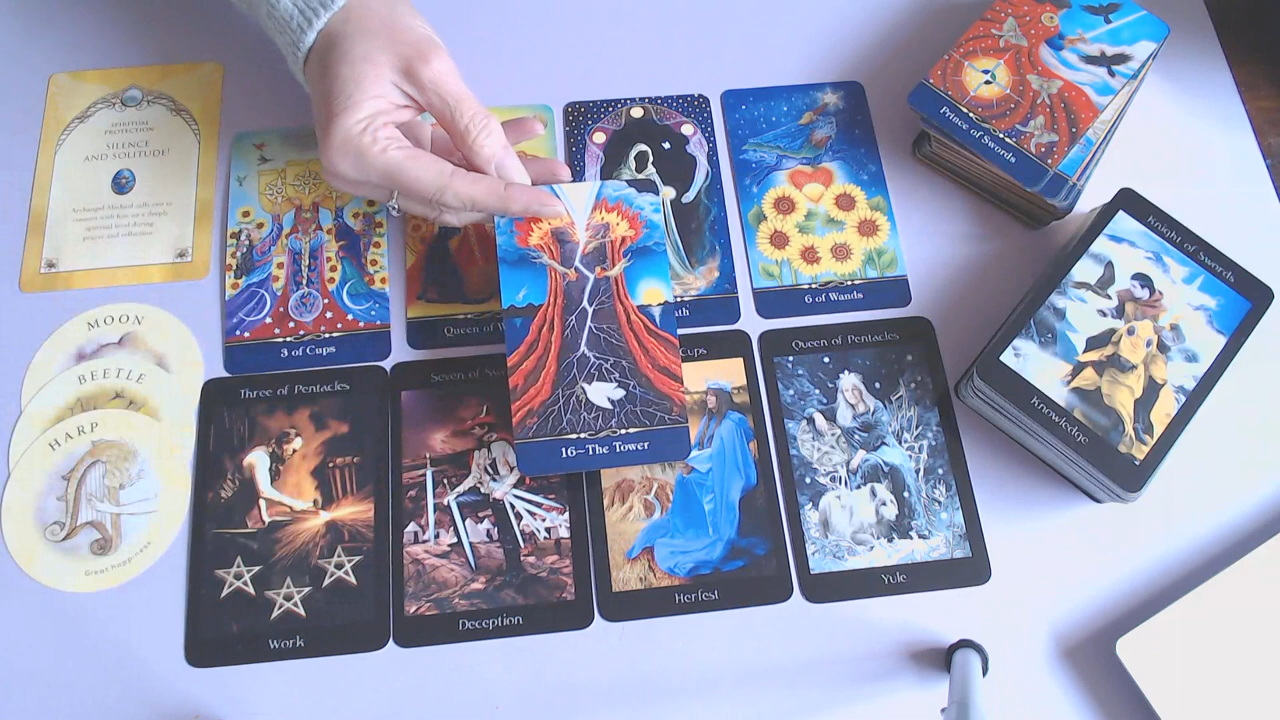 SPIRITUAL
PROTECTION
SILENCE
AND SOLITUDE!
Archangel Michael calls you to
connect with him on a deeply
spiritual level during
prayer and reflection.
MOON
BEETLE
HARP
Great happiness
3 of Cups
Queen of W
16~The Tower
6 of Wands
Prince of Swords
Knight of Swords
Knowledge
Three of Pentacles
Work
Seven of Sw
Deception
Cups
Herfest
Queen of Pentacles
Yule